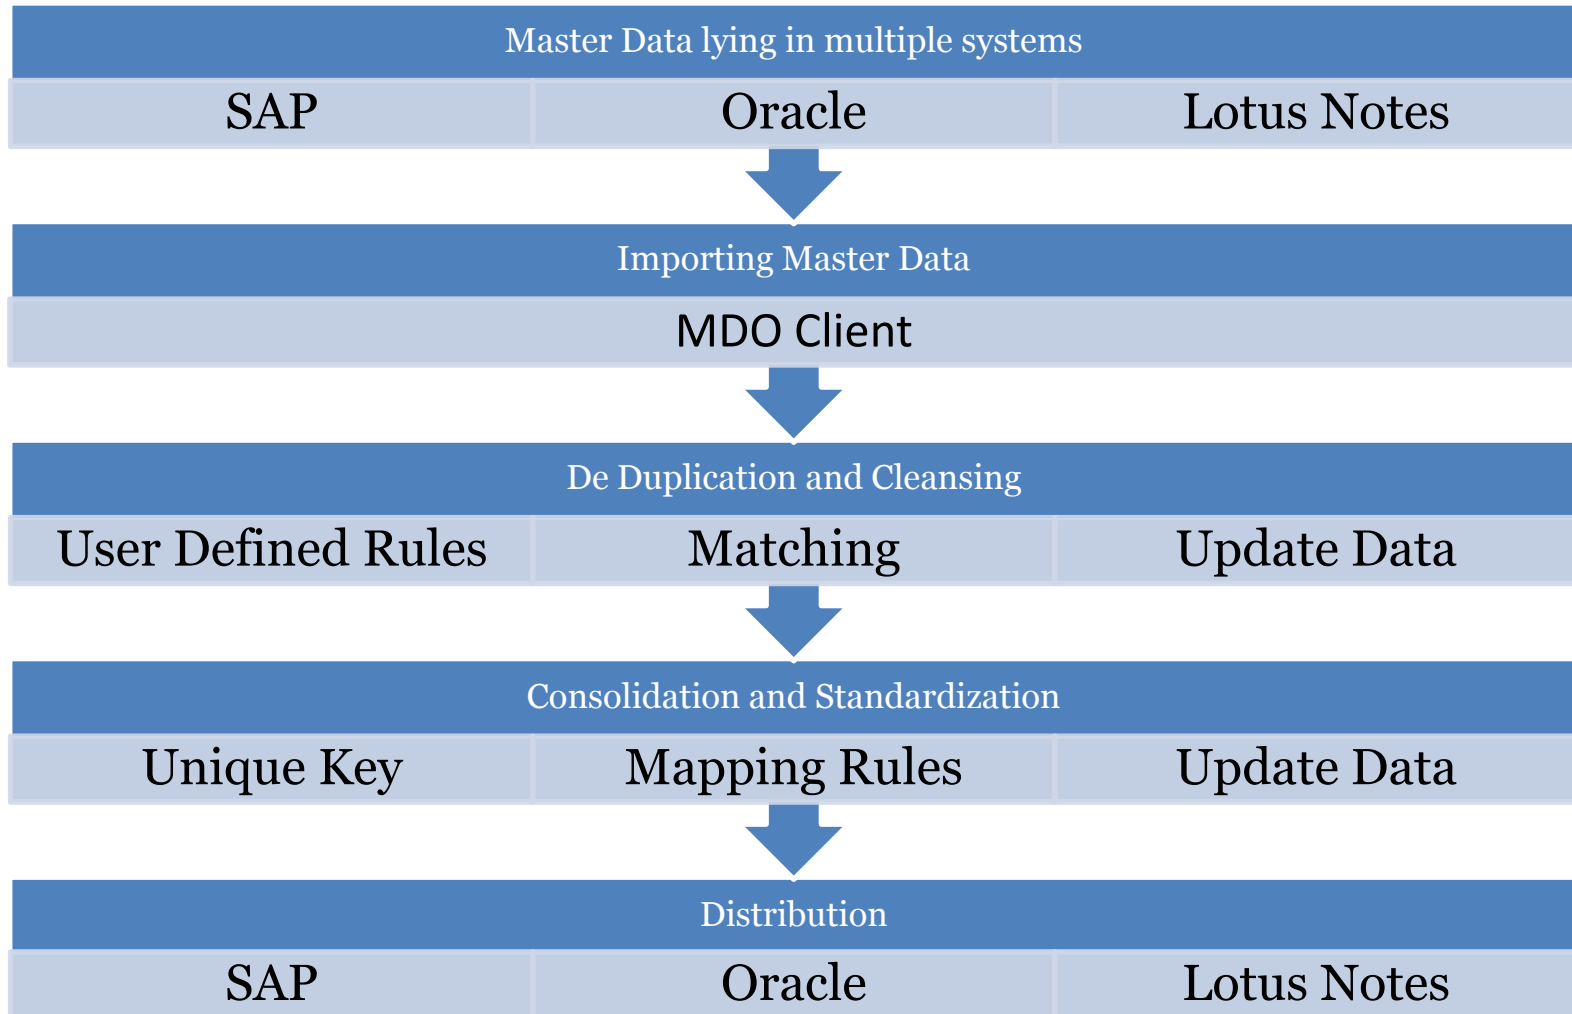 Master Data lying in multiple systems
SAP Oracle Lotus Notes
Importing Master Data
MDO Client
De Duplication and Cleansing
User Defined Rules Matching Update Data
Consolidation and Standardization
Unique Key Mapping Rules Update Data
Distribution
SAP Oracle Lotus Notes